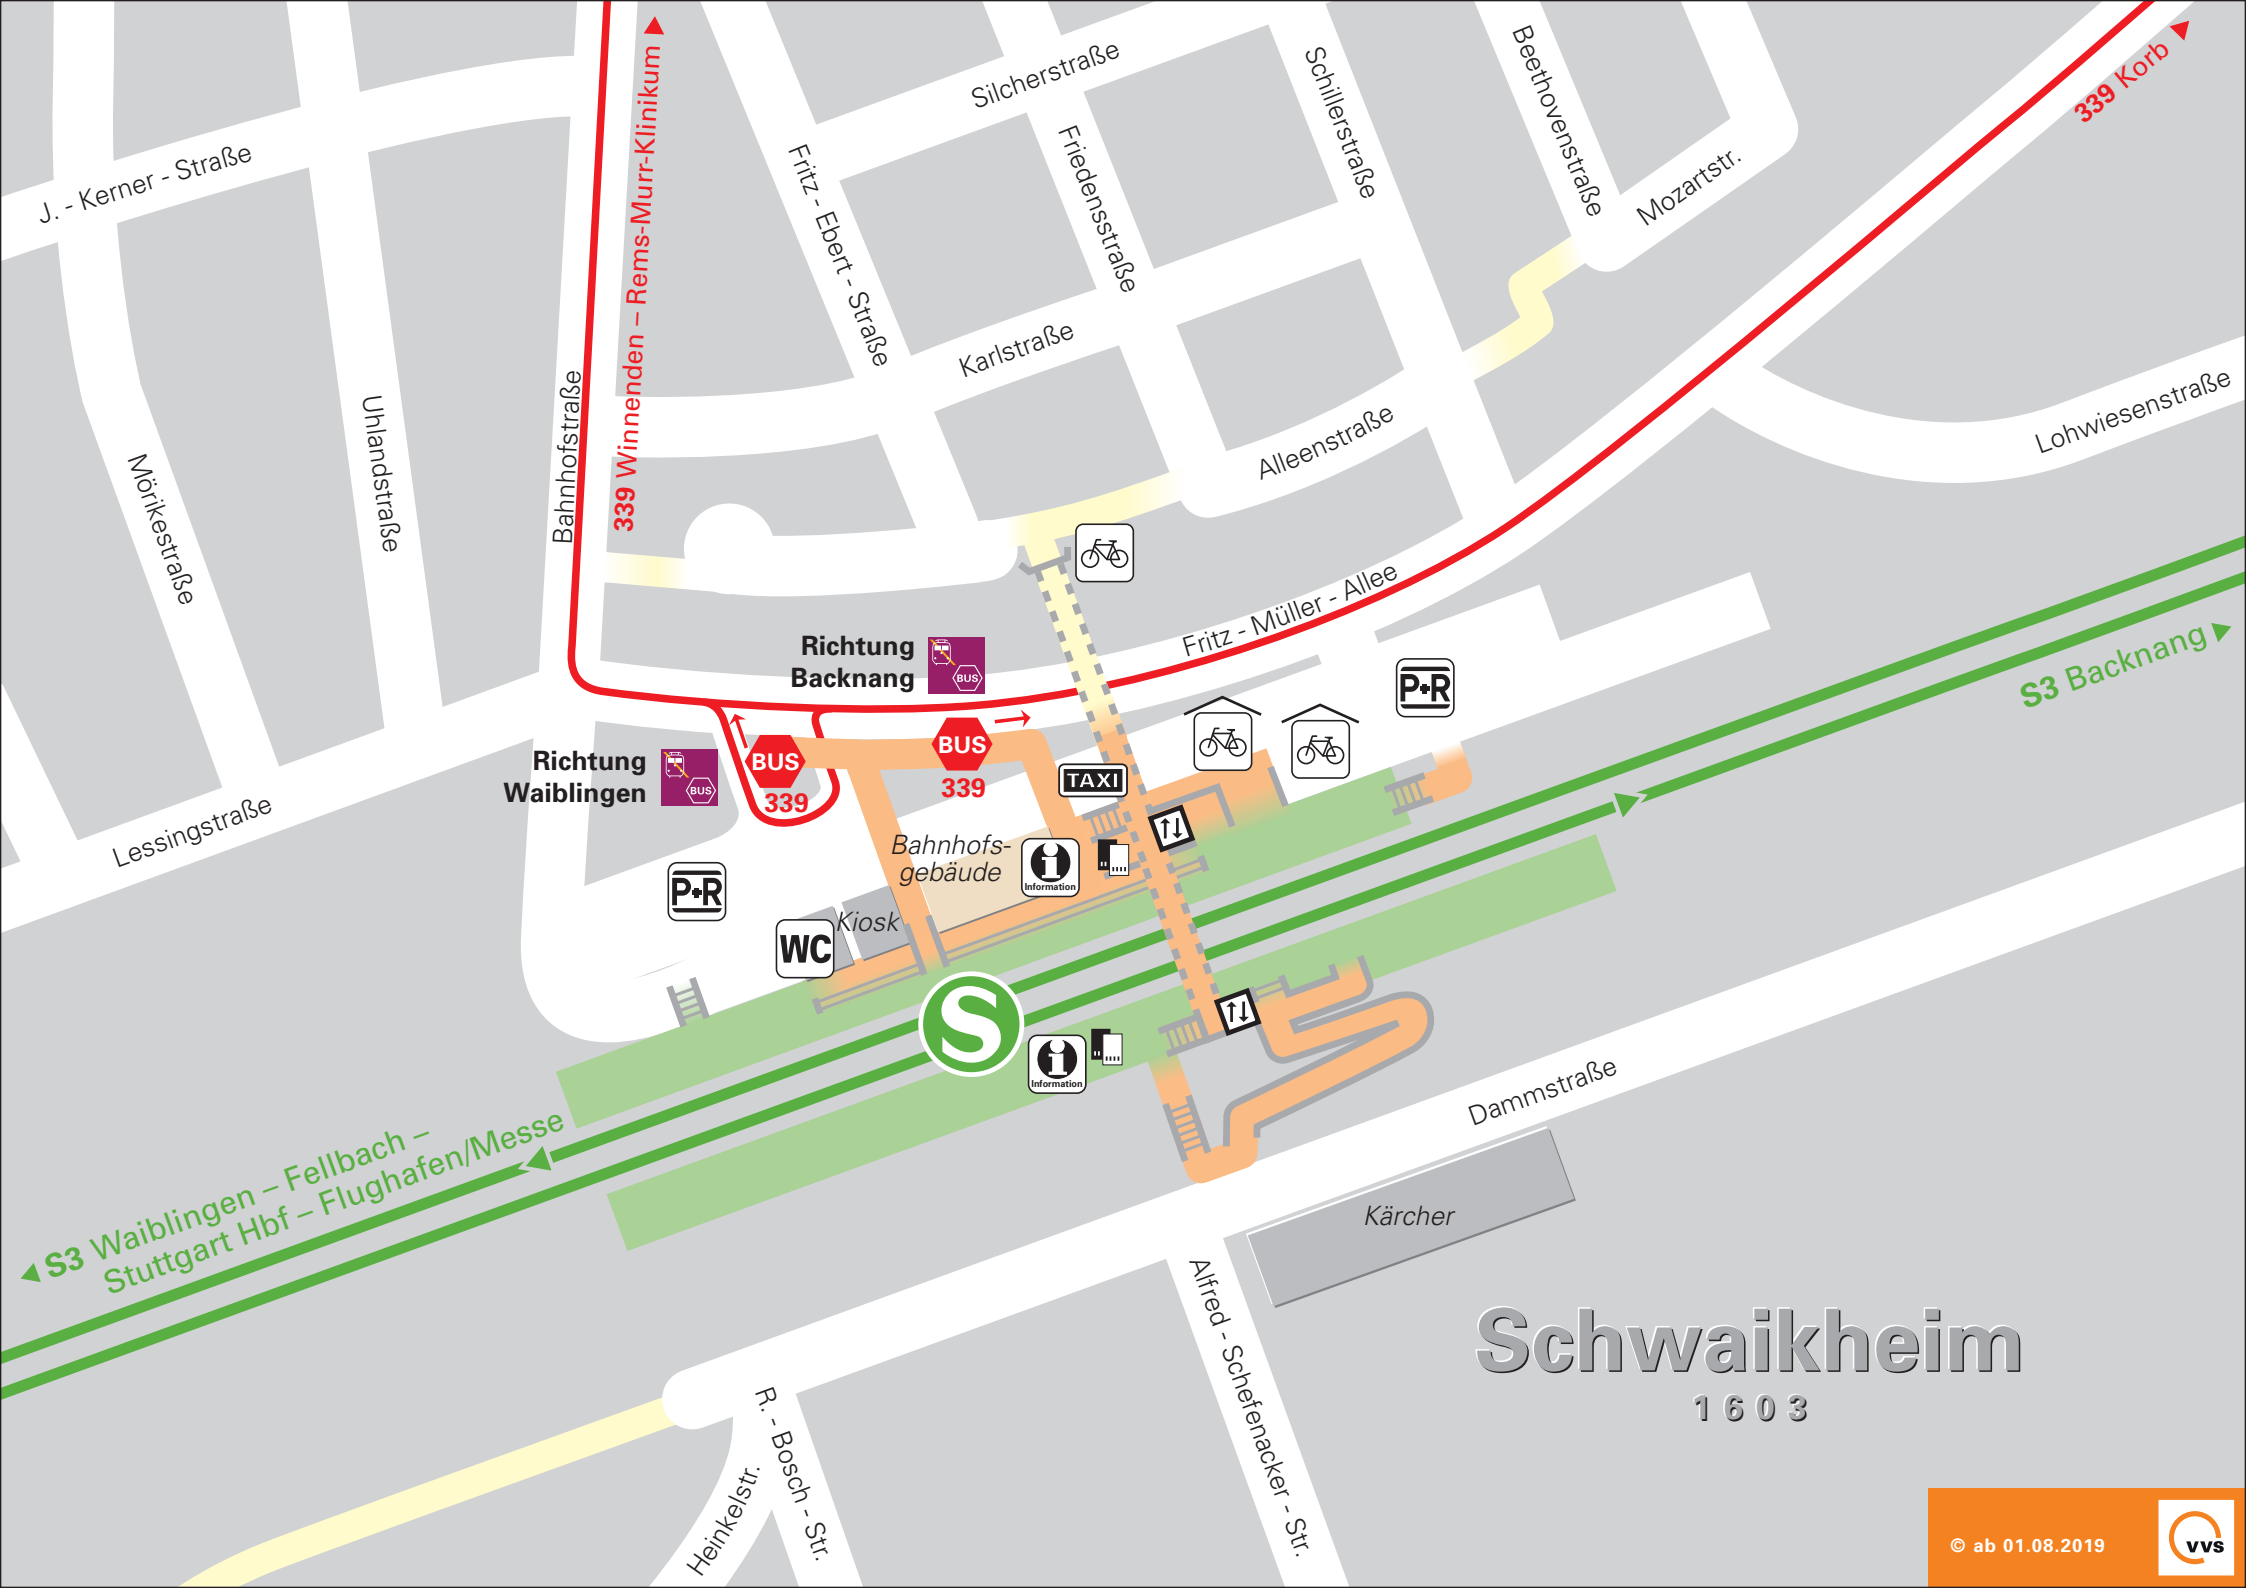 J. - Kerner - Straße
Mörikestraße
Uhlandstraße
Bahnhofstraße
339 Winnenden – Rems-Murr-Klinikum
Fritz - Ebert - Straße
Silcherstraße
Friedensstraße
Schillerstraße
Beethovenstraße
Mozartstr.
339 Korb
Karlstraße
Alleenstraße
Lohwiesenstraße
Fritz - Müller - Allee
Lessingstraße
Richtung
Backnang
BUS
Richtung
Waiblingen
BUS
BUS
339
BUS
339
TAXI
P+R
P+R
S3 Backnang
Bahnhofs-
gebäude
Information
Kiosk
WC
S
Information
S3 Waiblingen – Fellbach –
Stuttgart Hbf – Flughafen/Messe
Dammstraße
Kärcher
Alfred - Schefenacker - Str.
R. - Bosch - Str.
Heinkelstr.
Schwaikheim
1603
© ab 01.08.2019
VVS